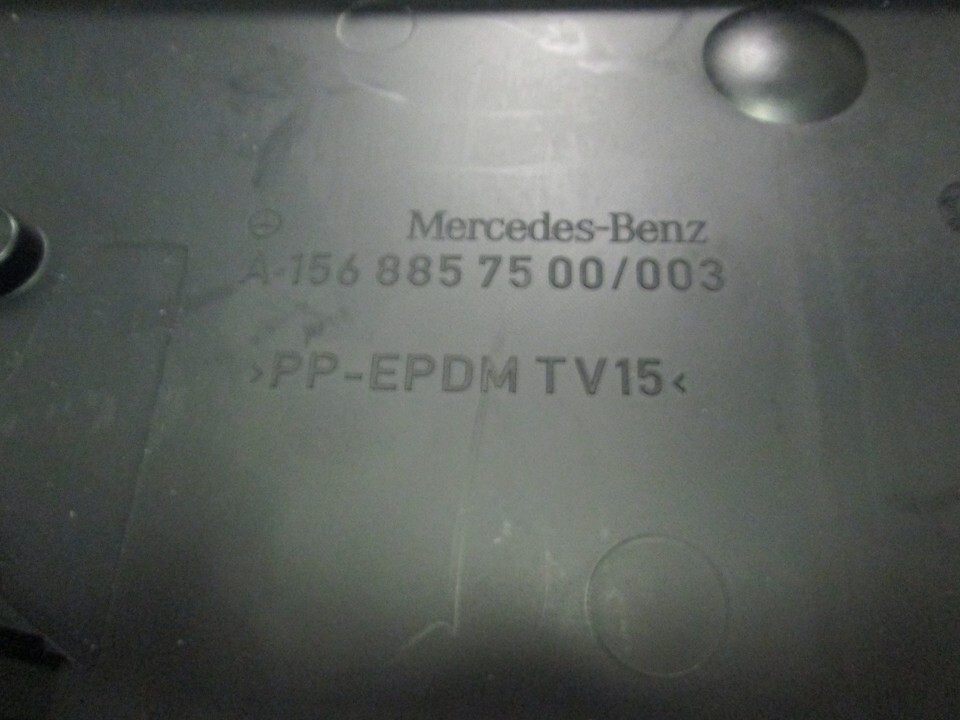 Mercedes-Benz
A-156 885 75 00/003
>PP-EPDM TV15<